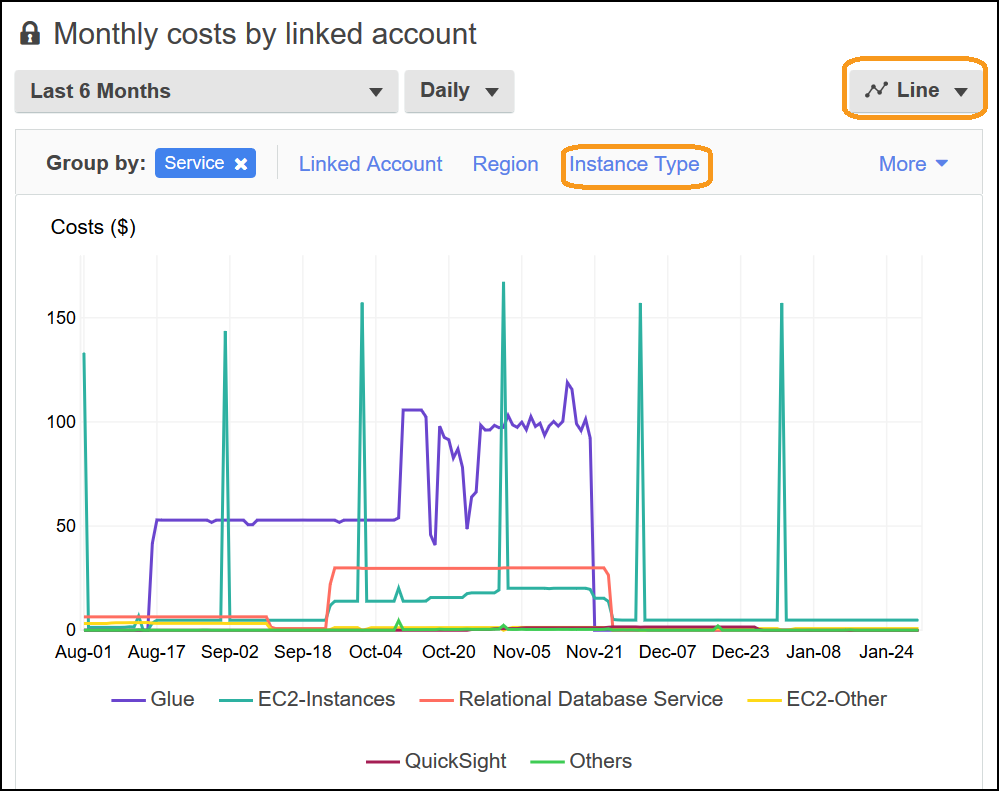 Monthly costs by linked account
Last 6 Months Daily Line
Group by: Service Linked Account Region Instance Type More
Costs ($)
150
100
50
0
Aug-01 Aug-17 Sep-02 Sep-18 Oct-04 Oct-20 Nov-05 Nov-21 Dec-07 Dec-23 Jan-08 Jan-24
Glue EC2-Instances Relational Database Service EC2-Other
QuickSight Others